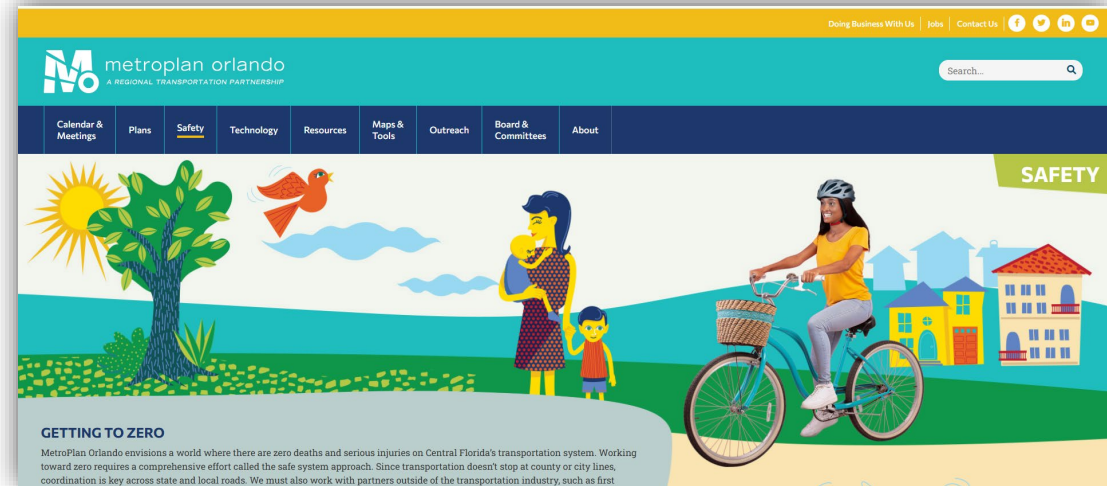 Doing Business With Us | Jobs | Contact Us
Mo metroplan orlando
A REGIONAL TRANSPORTATION PARTNERSHIP
Search...
Calendar & Meetings
Plans
Safety
Technology
Resources
Maps & Tools
Outreach
Board & Committees
About
SAFETY
GETTING TO ZERO
MetroPlan Orlando envisions a world where there are zero deaths and serious injuries on Central Florida's transportation system. Working
toward zero requires a comprehensive effort called the safe system approach. Since transportation doesn't stop at county or city lines,
coordination is key across state and local roads. We must also work with partners outside of the transportation industry, such as first